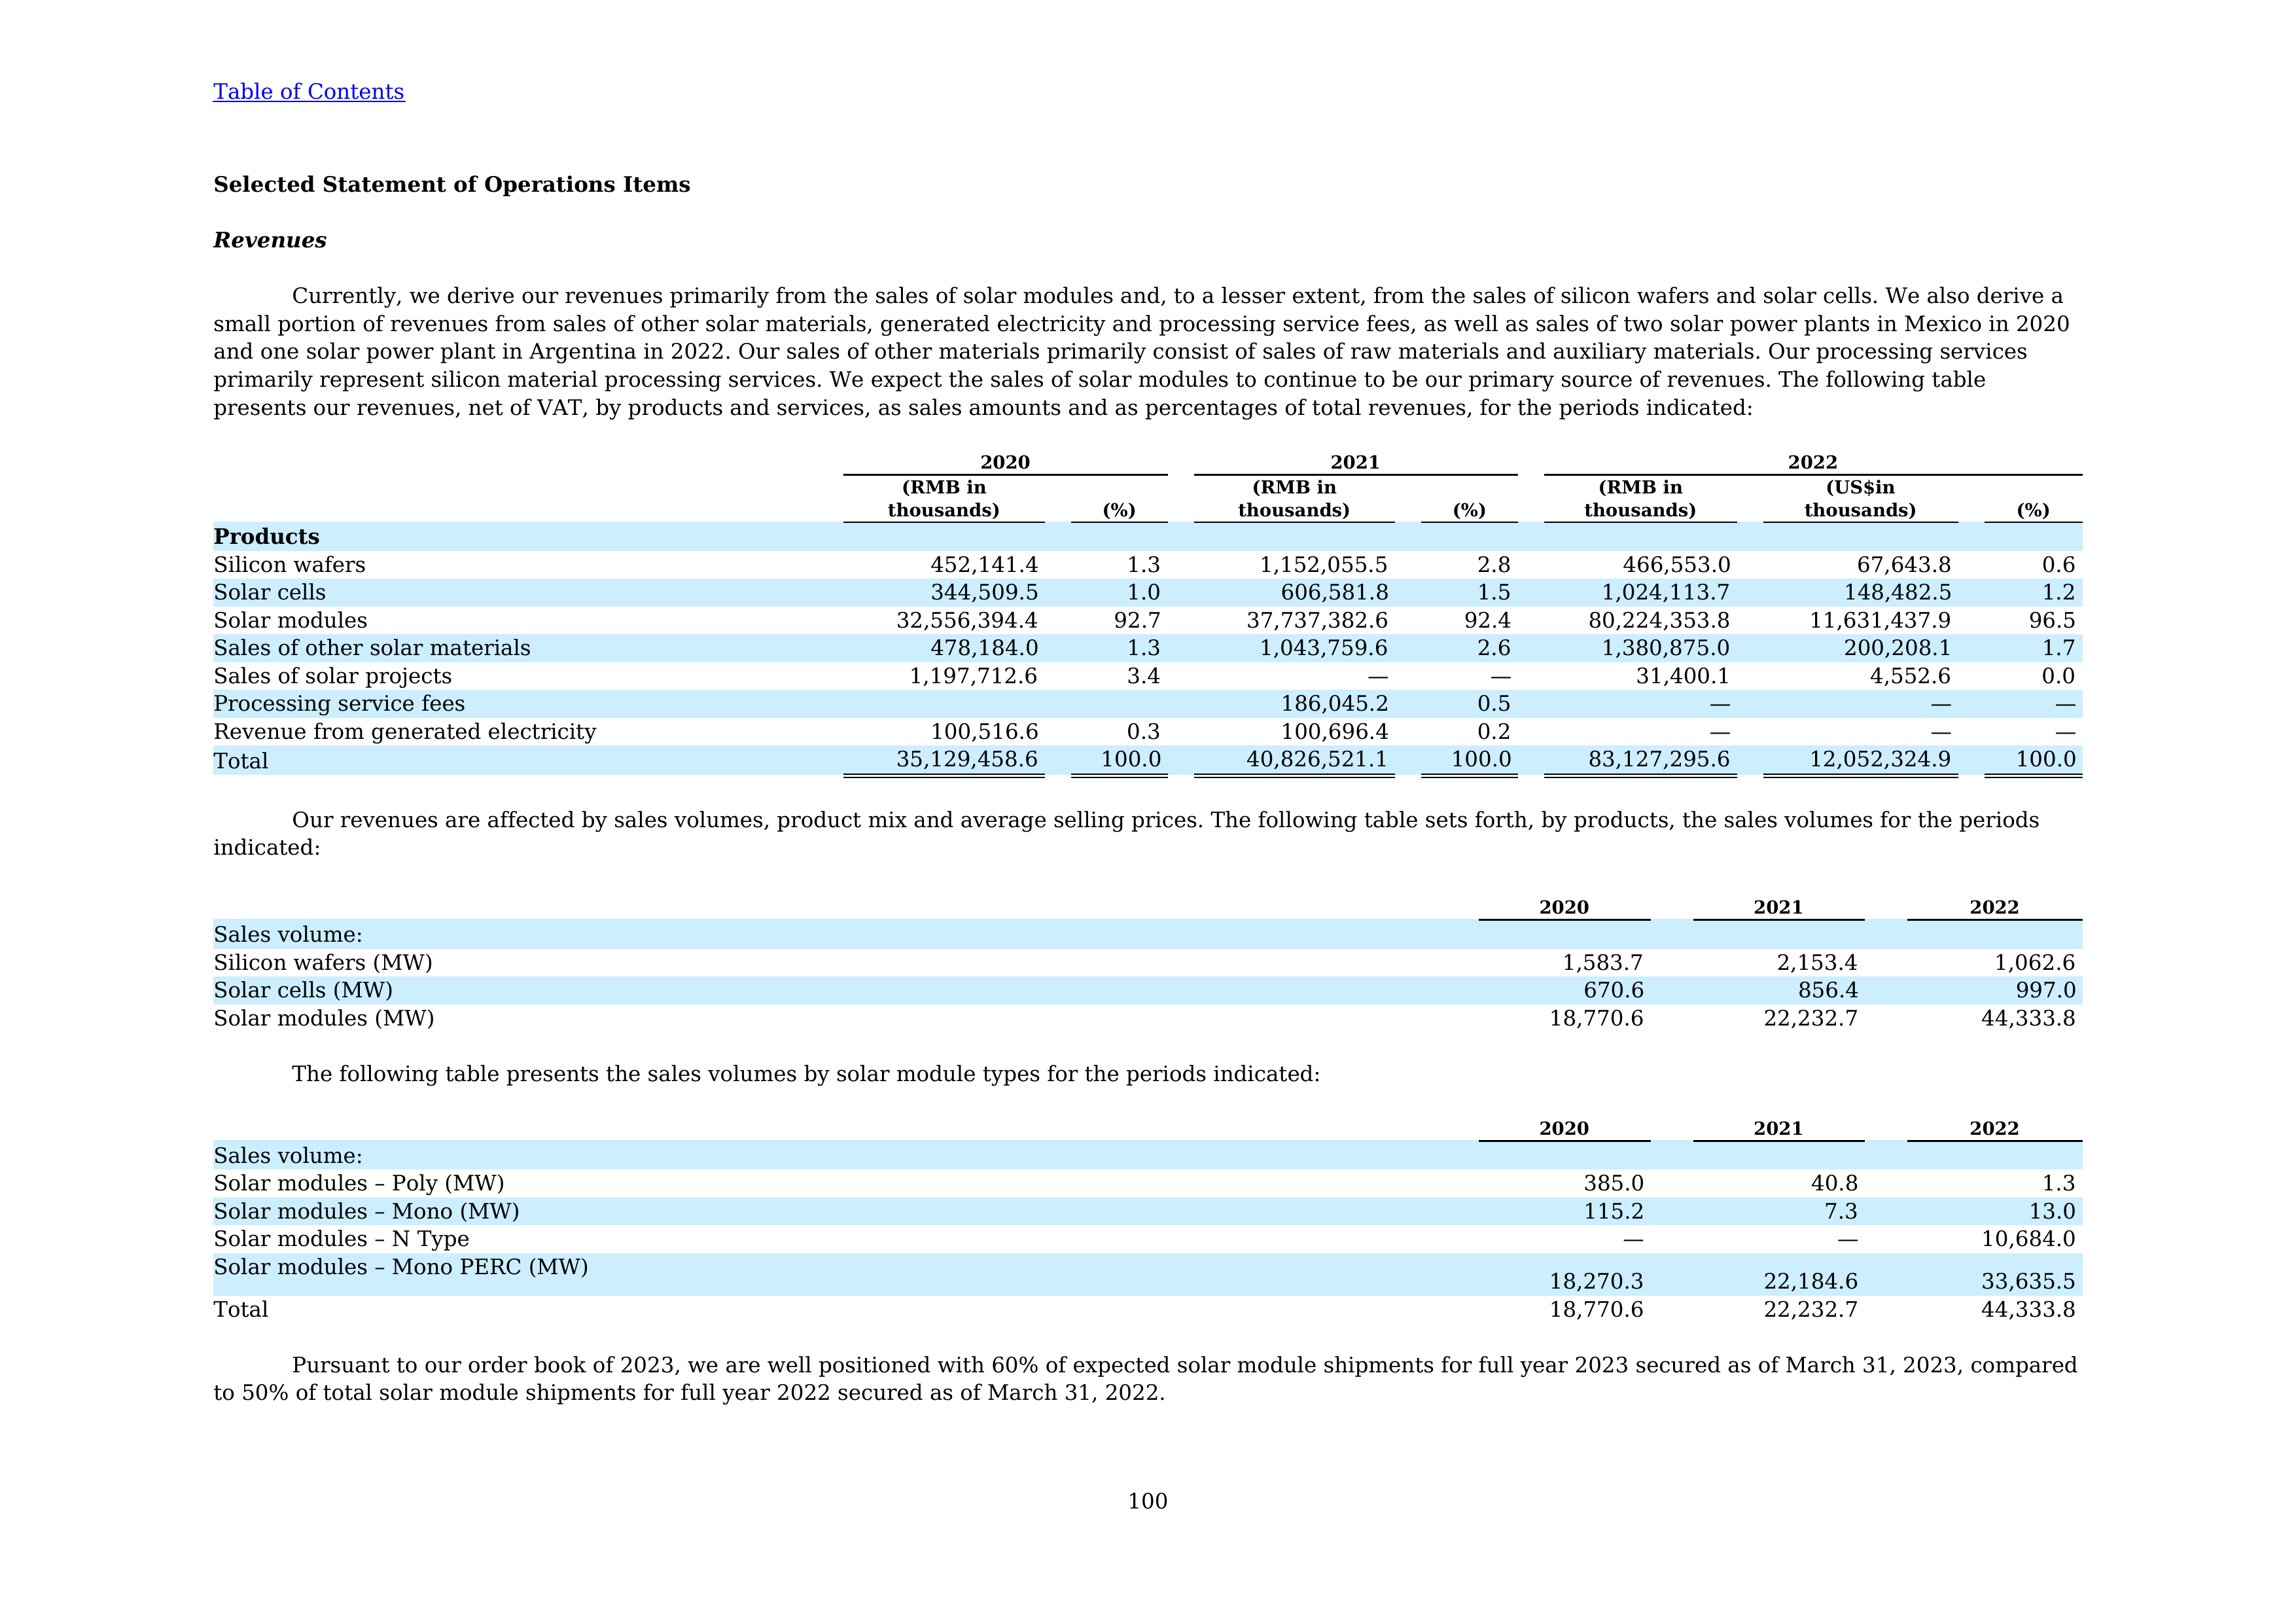 Table of Contents
Selected Statement of Operations Items
Revenues
Currently, we derive our revenues primarily from the sales of solar modules and, to a lesser extent, from the sales of silicon wafers and solar cells. We also derive a
small portion of revenues from sales of other solar materials, generated electricity and processing service fees, as well as sales of two solar power plants in Mexico in 2020
and one solar power plant in Argentina in 2022. Our sales of other materials primarily consist of sales of raw materials and auxiliary materials. Our processing services
primarily represent silicon material processing services. We expect the sales of solar modules to continue to be our primary source of revenues. The following table
presents our revenues, net of VAT, by products and services, as sales amounts and as percentages of total revenues, for the periods indicated:
2020 2021 2022
(RMB in (RMB in (RMB in (US$in
thousands) (%) thousands) (%) thousands) thousands) (%)
Products
Silicon wafers 452,141.4 1.3 1,152,055.5 2.8 466,553.0 67,643.8 0.6
Solar cells 344,509.5 1.0 606,581.8 1.5 1,024,113.7 148,482.5 1.2
Solar modules 32,556,394.4 92.7 37,737,382.6 92.4 80,224,353.8 11,631,437.9 96.5
Sales of other solar materials 478,184.0 1.3 1,043,759.6 2.6 1,380,875.0 200,208.1 1.7
Sales of solar projects 1,197,712.6 3.4 — — 31,400.1 4,552.6 0.0
Processing service fees 186,045.2 0.5 — — —
Revenue from generated electricity 100,516.6 0.3 100,696.4 0.2 — — —
Total 35,129,458.6 100.0 40,826,521.1 100.0 83,127,295.6 12,052,324.9 100.0
Our revenues are affected by sales volumes, product mix and average selling prices. The following table sets forth, by products, the sales volumes for the periods
indicated:
2020 2021 2022
Sales volume:
Silicon wafers (MW) 1,583.7 2,153.4 1,062.6
Solar cells (MW) 670.6 856.4 997.0
Solar modules (MW) 18,770.6 22,232.7 44,333.8
The following table presents the sales volumes by solar module types for the periods indicated:
2020 2021 2022
Sales volume:
Solar modules – Poly (MW) 385.0 40.8 1.3
Solar modules – Mono (MW) 115.2 7.3 13.0
Solar modules – N Type — — 10,684.0
Solar modules – Mono PERC (MW) 18,270.3 22,184.6 33,635.5
Total 18,770.6 22,232.7 44,333.8
Pursuant to our order book of 2023, we are well positioned with 60% of expected solar module shipments for full year 2023 secured as of March 31, 2023, compared
to 50% of total solar module shipments for full year 2022 secured as of March 31, 2022.
100